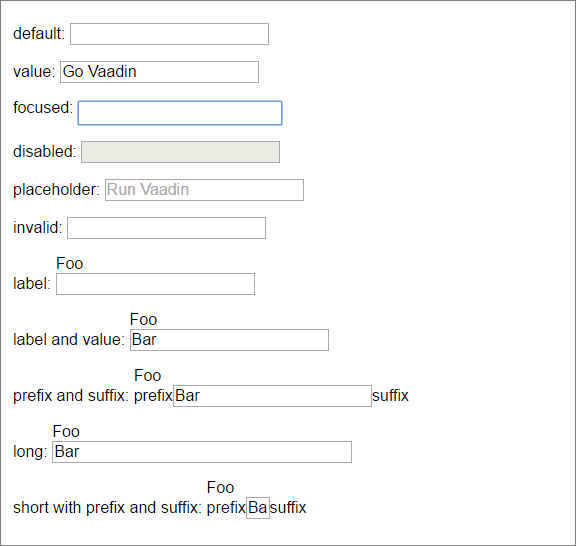 default:
value: Go Vaadin
focused:
disabled:
placeholder: Run Vaadin
invalid:
Foo
label:
Foo
label and value: Bar
Foo
prefix and suffix: prefix Bar suffix
Foo
long: Bar
Foo
short with prefix and suffix: prefix Ba suffix